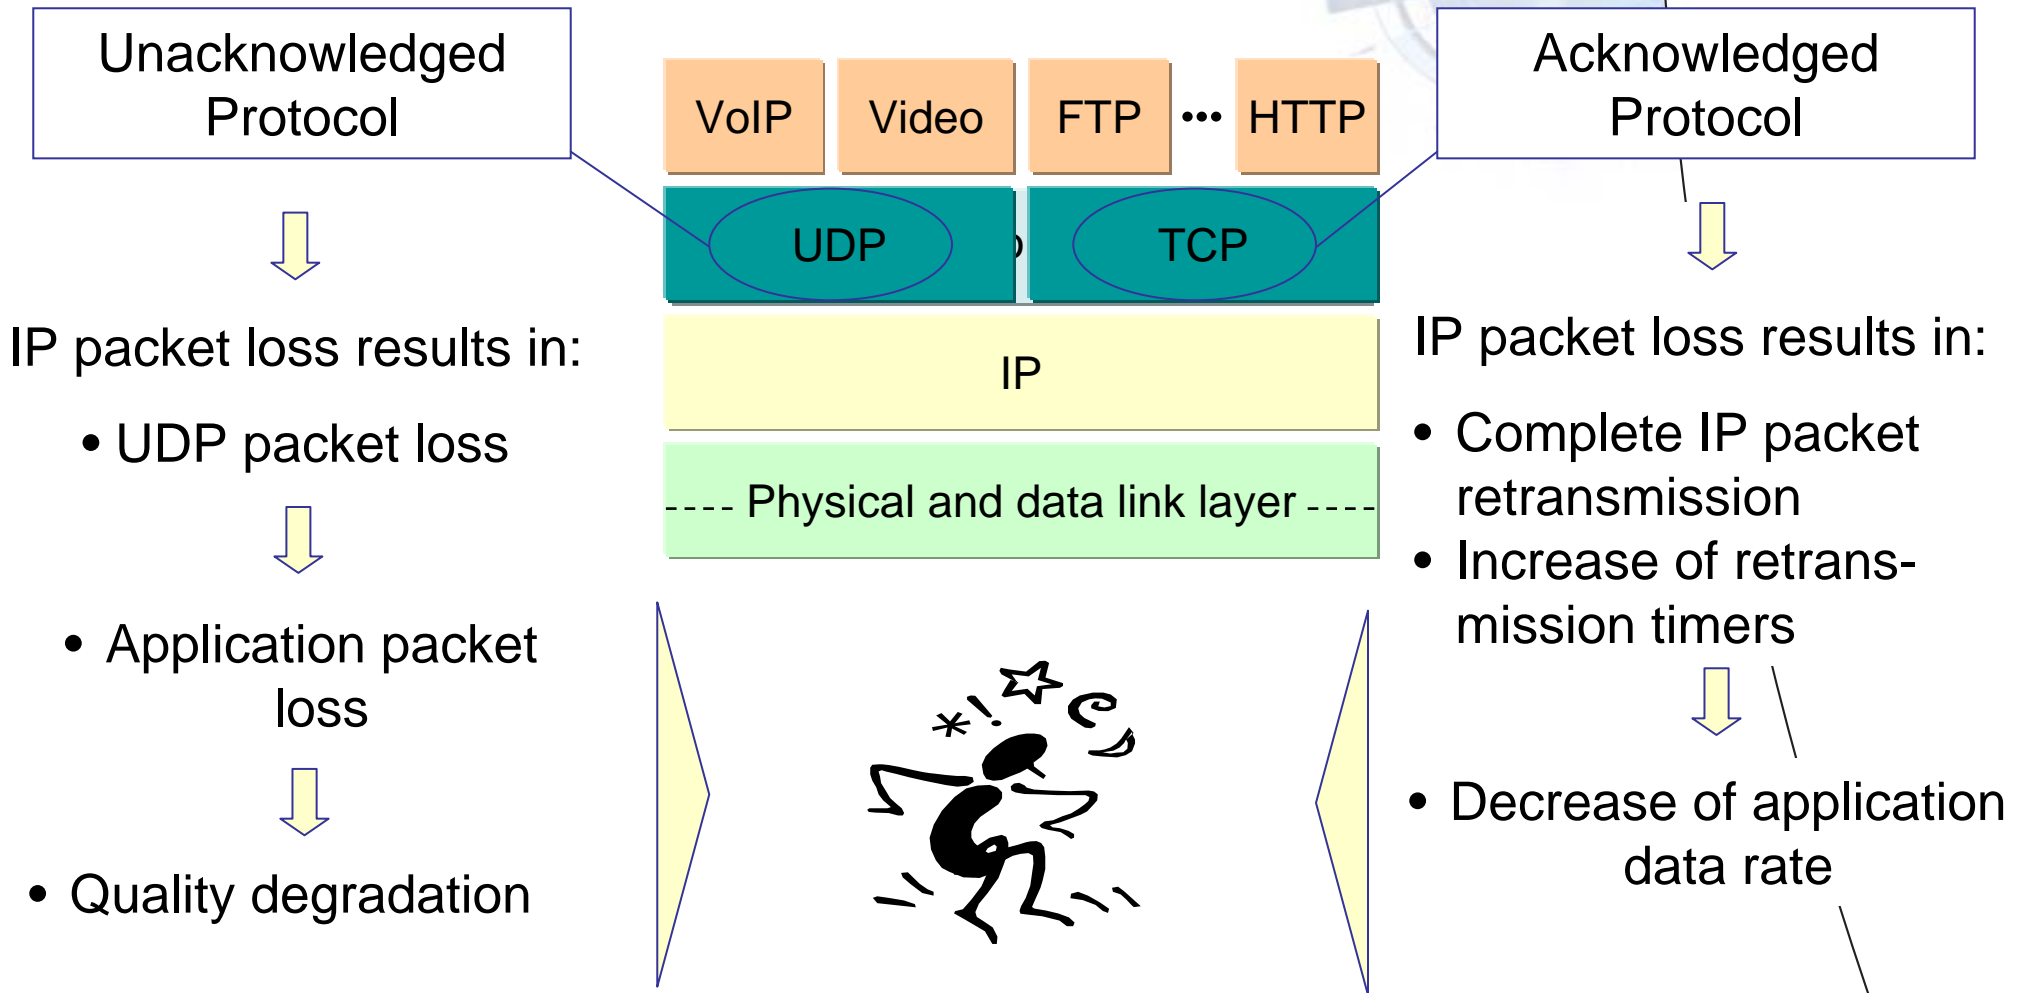 Unacknowledged
Protocol
IP packet loss results in:
• UDP packet loss
• Application packet
loss
• Quality degradation
VoIP
Video
FTP
•••
HTTP
UDP
TCP
IP
---- Physical and data link layer ----
Acknowledged
Protocol
IP packet loss results in:
• Complete IP packet
retransmission
• Increase of retrans-
mission timers
• Decrease of application
data rate